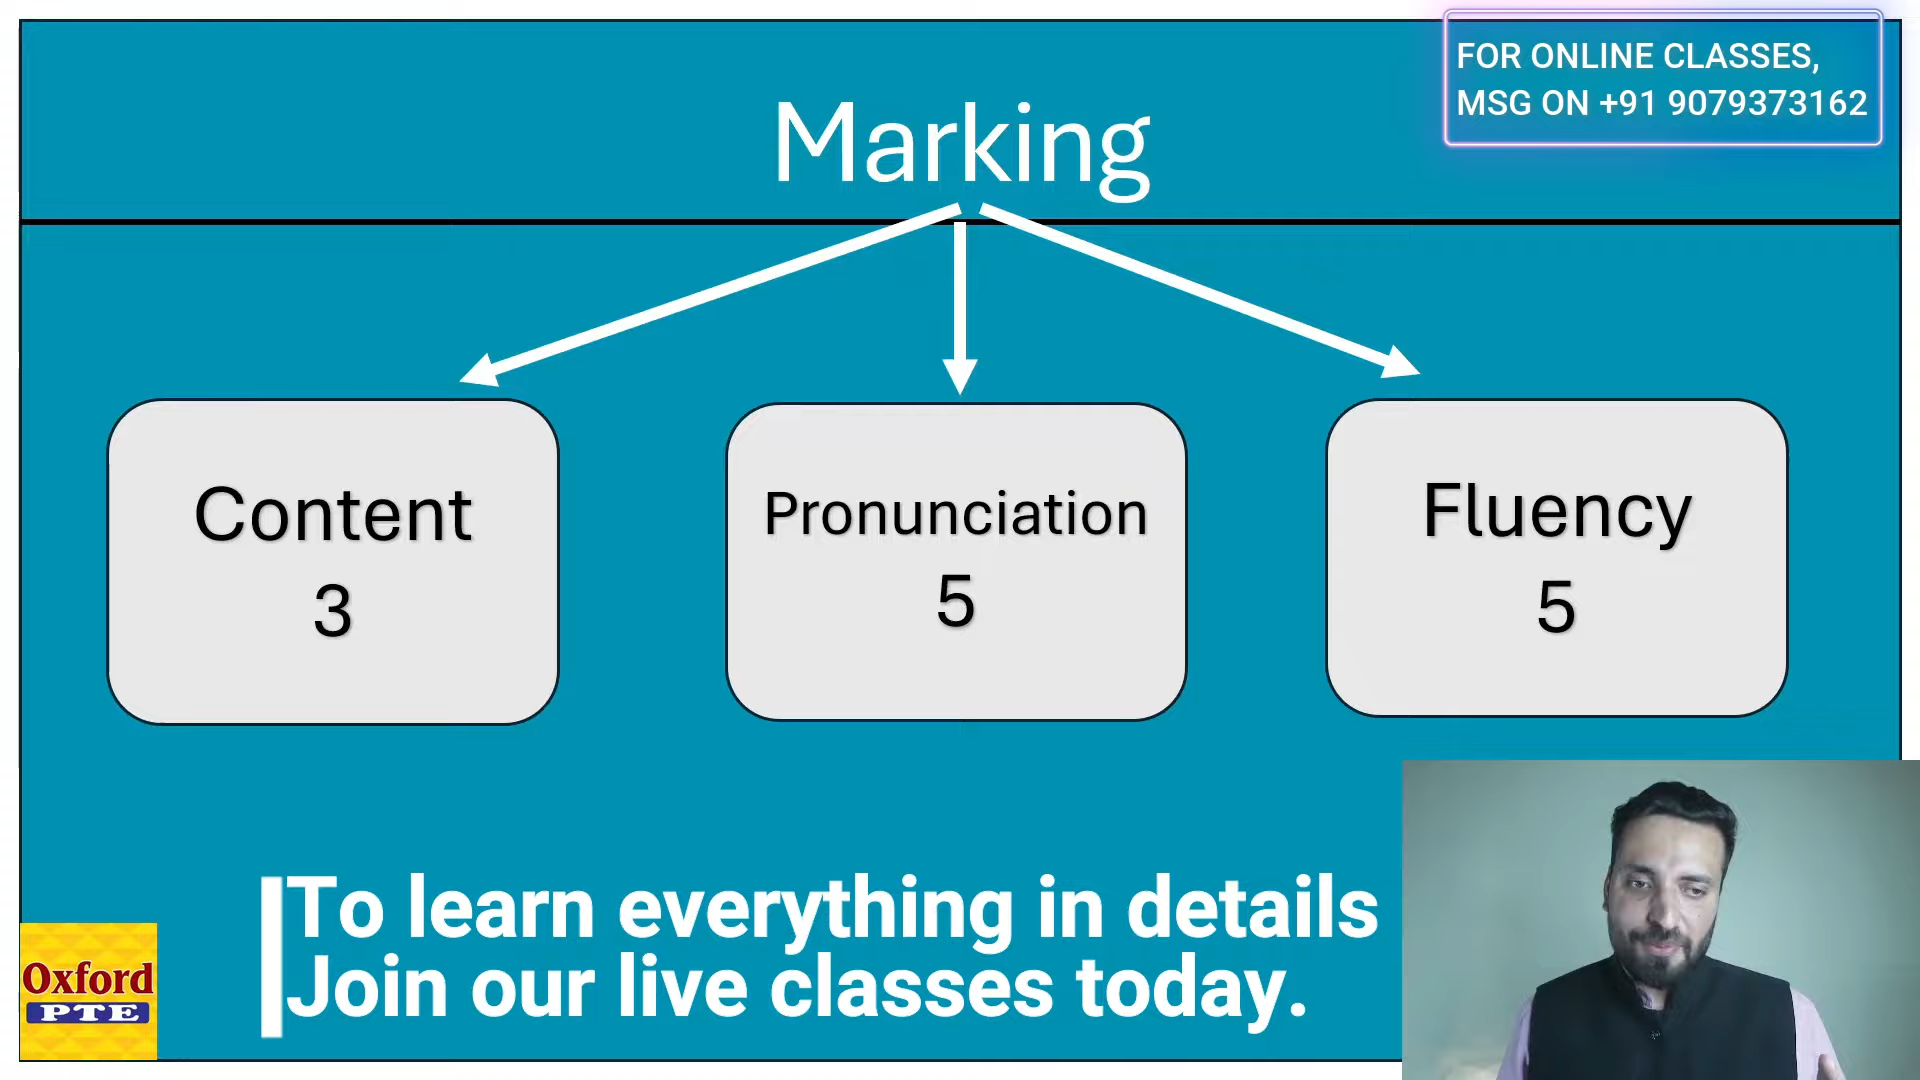 FOR ONLINE CLASSES,
MSG ON +91 9079373162
Marking
Content
3
Pronunciation
5
Fluency
5
To learn everything in details
Join our live classes today.
Oxford
PTE